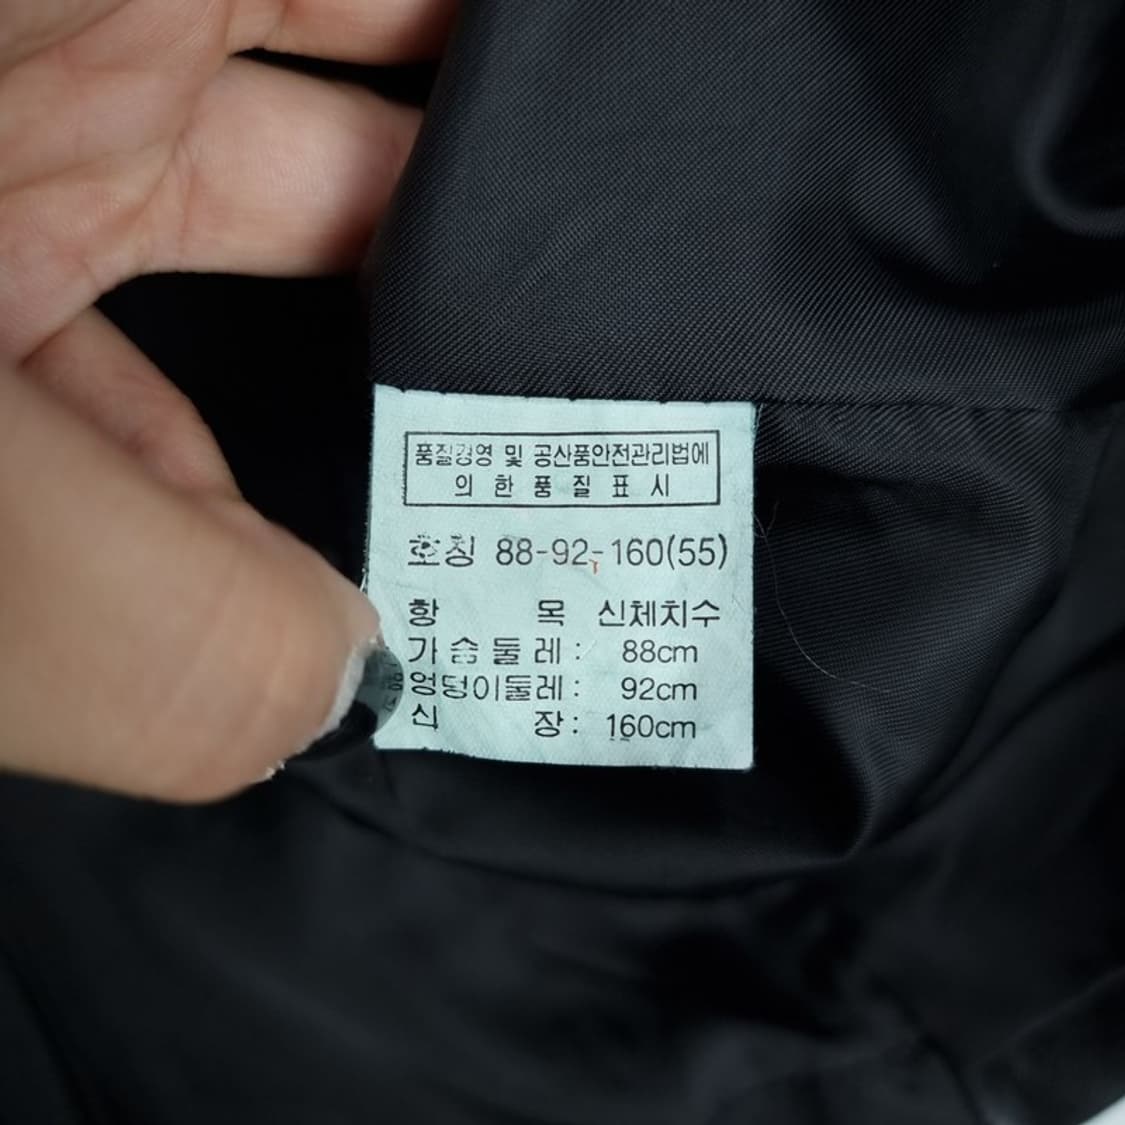 품질경영 및 공산품안전관리법에
의 한 품 질 표 시
호칭 88-92-160(55)
항 목 신체치수
가 슴 둘 레 : 88cm
엉덩이둘레 : 92cm
신 장 : 160cm